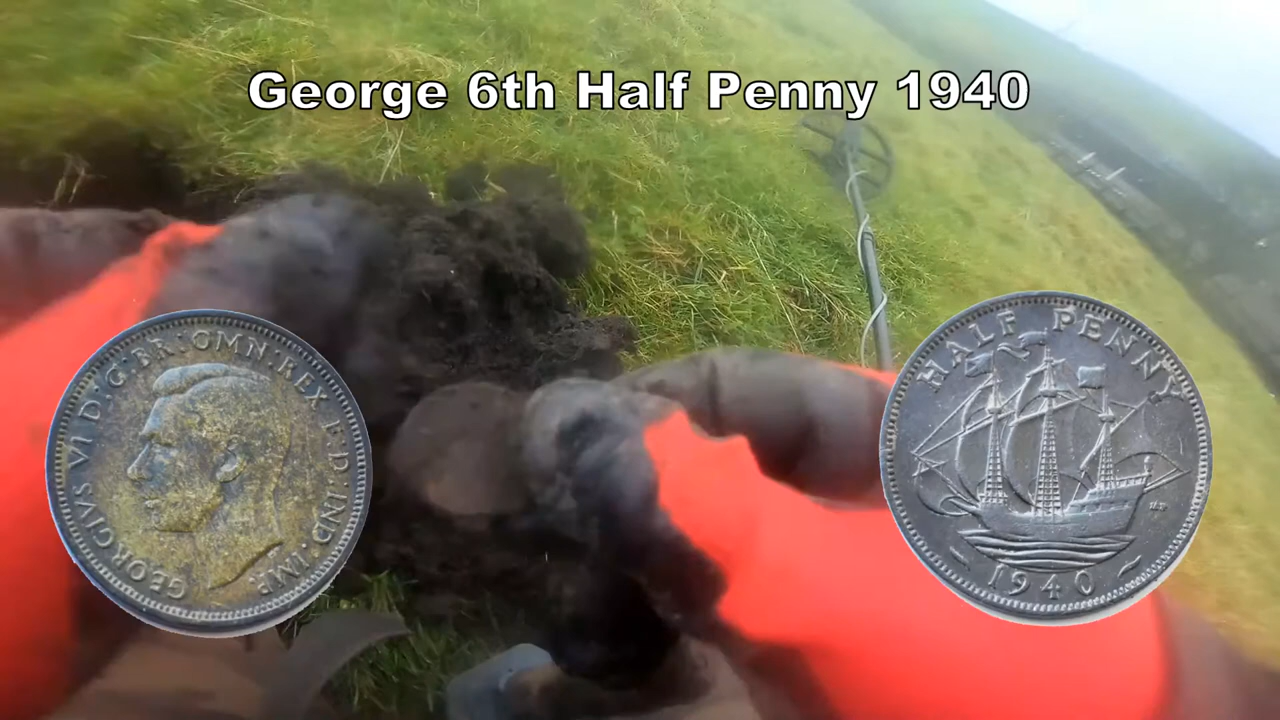 George 6th Half Penny 1940
GEORGIVS VI D:G:BR:OMN:REX F:D:IND:IMP.
HALF PENNY
1940